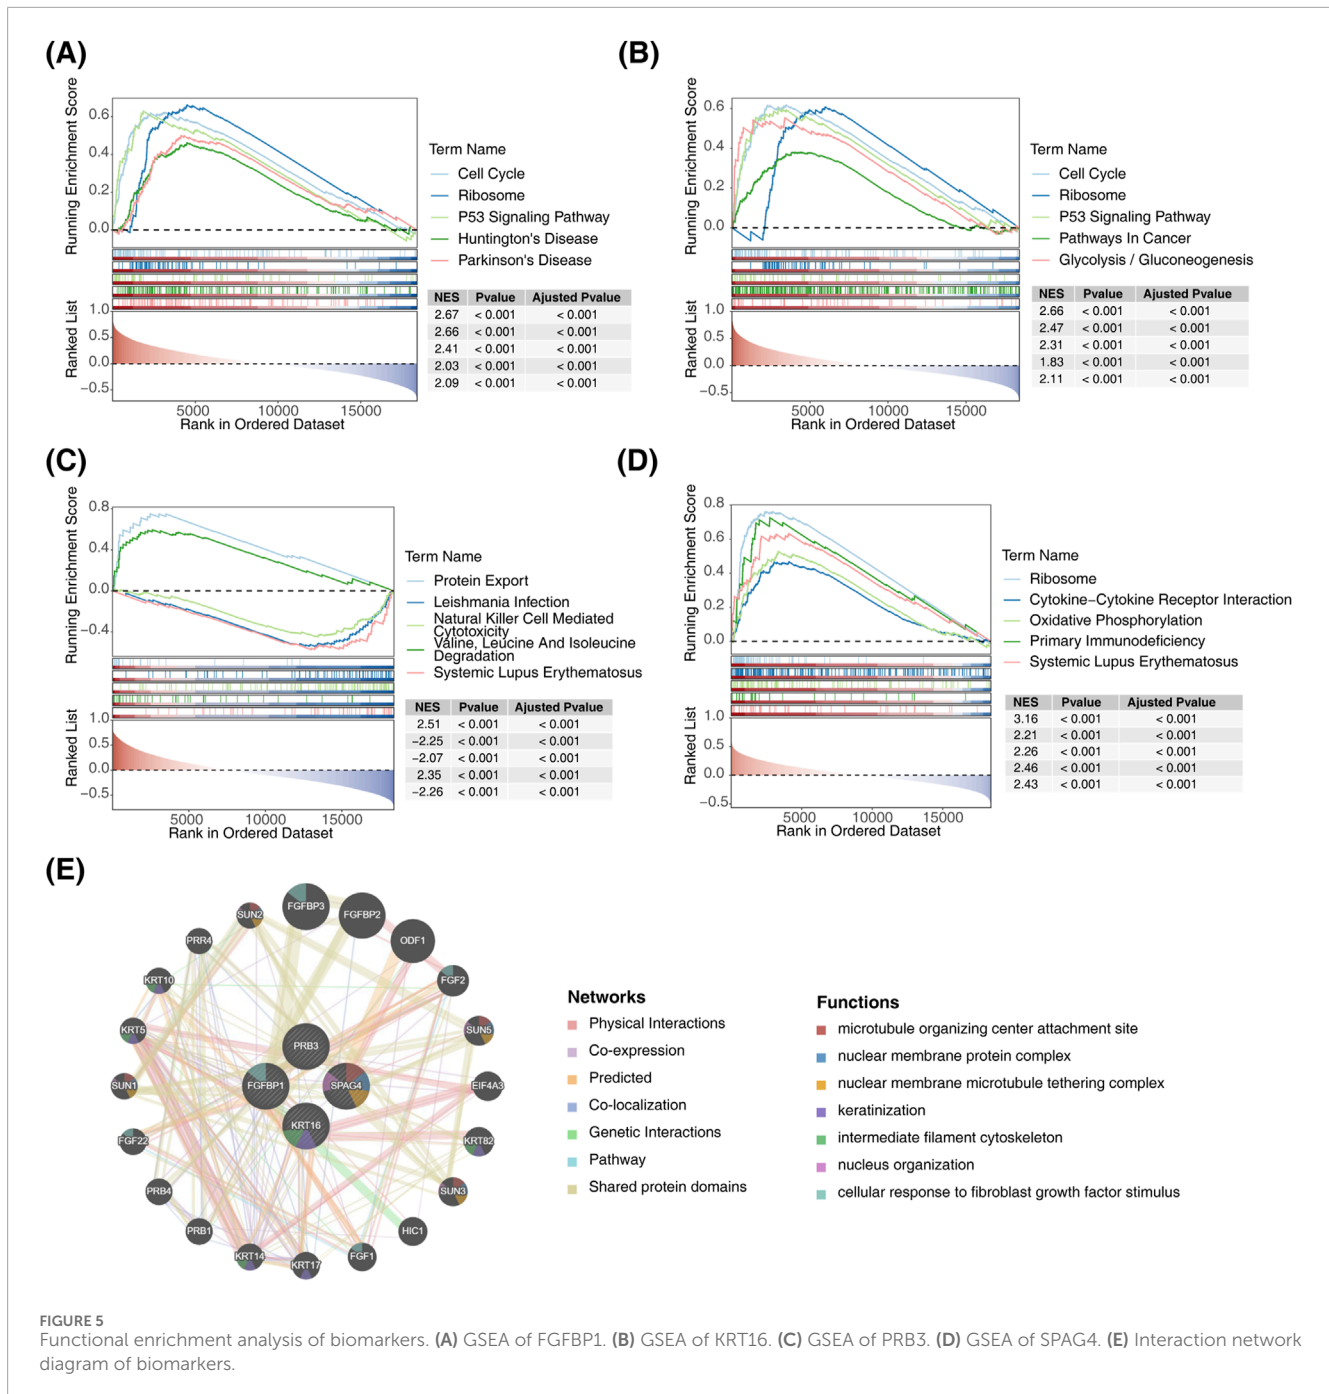 (A)
Running Enrichment Score
0.6
0.4
0.2
0.0
Ranked List
1.0
0.5
0.0
−0.5
5000 10000 15000
Rank in Ordered Dataset
Term Name
Cell Cycle
Ribosome
P53 Signaling Pathway
Huntington's Disease
Parkinson's Disease
NES Pvalue Ajusted Pvalue
2.67 < 0.001 < 0.001
2.66 < 0.001 < 0.001
2.41 < 0.001 < 0.001
2.03 < 0.001 < 0.001
2.09 < 0.001 < 0.001
(B)
Running Enrichment Score
0.6
0.4
0.2
0.0
Ranked List
1.0
0.5
0.0
−0.5
5000 10000 15000
Rank in Ordered Dataset
Term Name
Cell Cycle
Ribosome
P53 Signaling Pathway
Pathways In Cancer
Glycolysis / Gluconeogenesis
NES Pvalue Ajusted Pvalue
2.66 < 0.001 < 0.001
2.47 < 0.001 < 0.001
2.31 < 0.001 < 0.001
1.83 < 0.001 < 0.001
2.11 < 0.001 < 0.001
(C)
Running Enrichment Score
0.8
0.4
0.0
−0.4
Ranked List
1.0
0.5
0.0
−0.5
5000 10000 15000
Rank in Ordered Dataset
Term Name
Protein Export
Leishmania Infection
Natural Killer Cell Mediated
Cytotoxicity
Valine, Leucine And Isoleucine
Degradation
Systemic Lupus Erythematosus
NES Pvalue Ajusted Pvalue
2.51 < 0.001 < 0.001
−2.25 < 0.001 < 0.001
−2.07 < 0.001 < 0.001
2.35 < 0.001 < 0.001
−2.26 < 0.001 < 0.001
(D)
Running Enrichment Score
0.8
0.6
0.4
0.2
0.0
Ranked List
1.0
0.5
0.0
−0.5
5000 10000 15000
Rank in Ordered Dataset
Term Name
Ribosome
Cytokine−Cytokine Receptor Interaction
Oxidative Phosphorylation
Primary Immunodeficiency
Systemic Lupus Erythematosus
NES Pvalue Ajusted Pvalue
3.16 < 0.001 < 0.001
2.21 < 0.001 < 0.001
2.26 < 0.001 < 0.001
2.46 < 0.001 < 0.001
2.43 < 0.001 < 0.001
(E)
FGFBP3
FGFBP2
SUN2
ODF1
PRR4
KRT10
FGF2
KRT5
SUN5
PRB3
FGFBP1
SPAG4
SUN1
EIF4A3
KRT16
FGF22
KRT82
PRB4
SUN3
PRB1
HIC1
KRT14
KRT17
FGF1
Networks
Physical Interactions
Co-expression
Predicted
Co-localization
Genetic Interactions
Pathway
Shared protein domains
Functions
microtubule organizing center attachment site
nuclear membrane protein complex
nuclear membrane microtubule tethering complex
keratinization
intermediate filament cytoskeleton
nucleus organization
cellular response to fibroblast growth factor stimulus
FIGURE 5
Functional enrichment analysis of biomarkers. (A) GSEA of FGFBP1. (B) GSEA of KRT16. (C) GSEA of PRB3. (D) GSEA of SPAG4. (E) Interaction network
diagram of biomarkers.